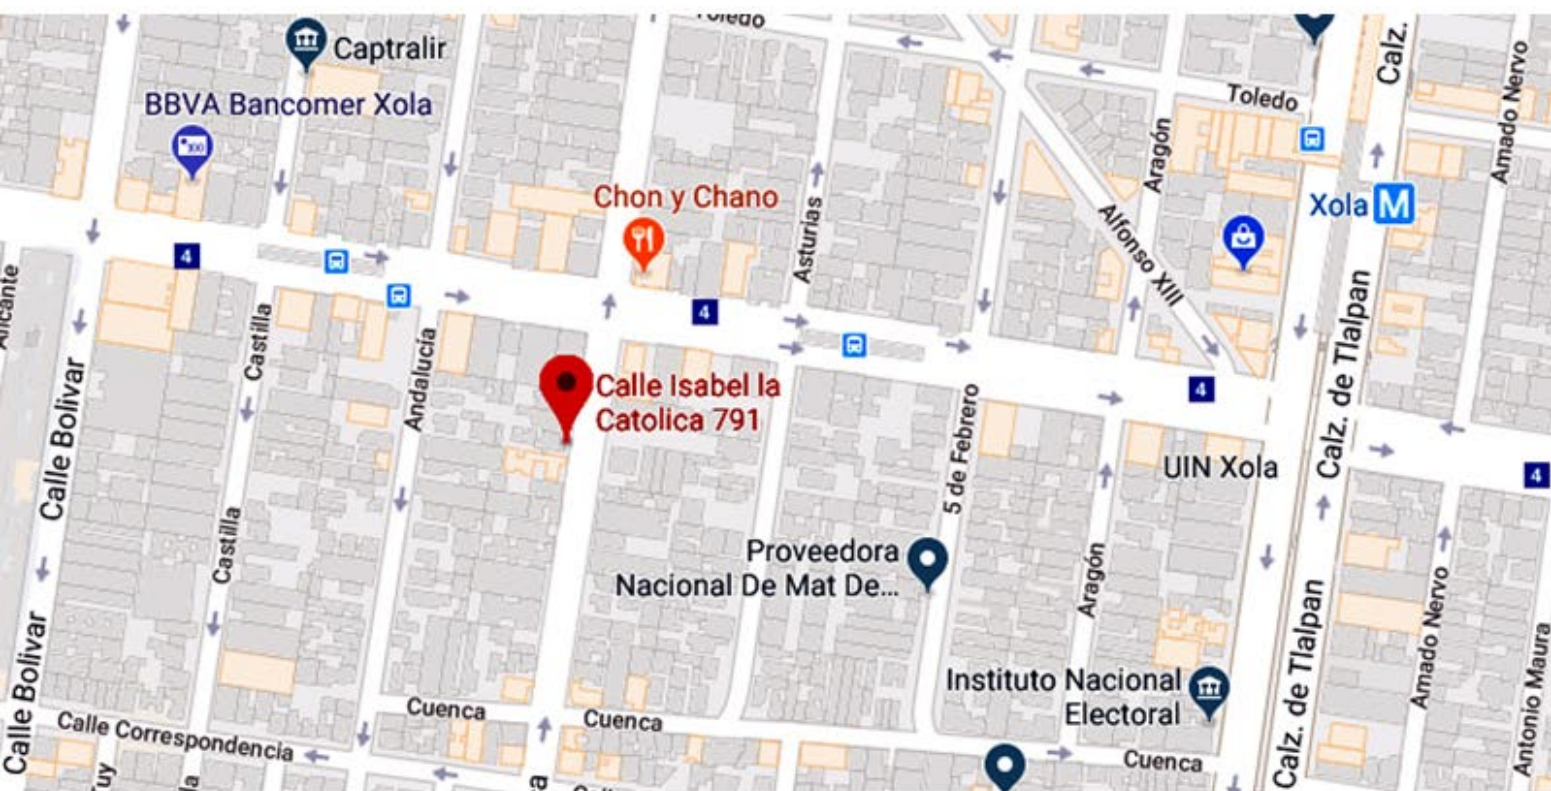 Toledo
Captralir
BBVA Bancomer Xola
Calz.
Amado Nervo
Toledo
Aragón
Chon y Chano
Xola M
Asturias
Alfonso XIII
4
Alicante
Castilla
4
Andalucía
Calz. de Tlalpan
Calle Bolivar
Calle Isabel la
Catolica 791
4
5 de Febrero
UIN Xola
4
Castilla
Proveedora
Nacional De Mat De...
Aragón
Amado Nervo
Calle Bolivar
Calz. de Tlalpan
Antonio Maura
Instituto Nacional
Electoral
Cuenca
Cuenca
Calle Correspondencia
Cuenca